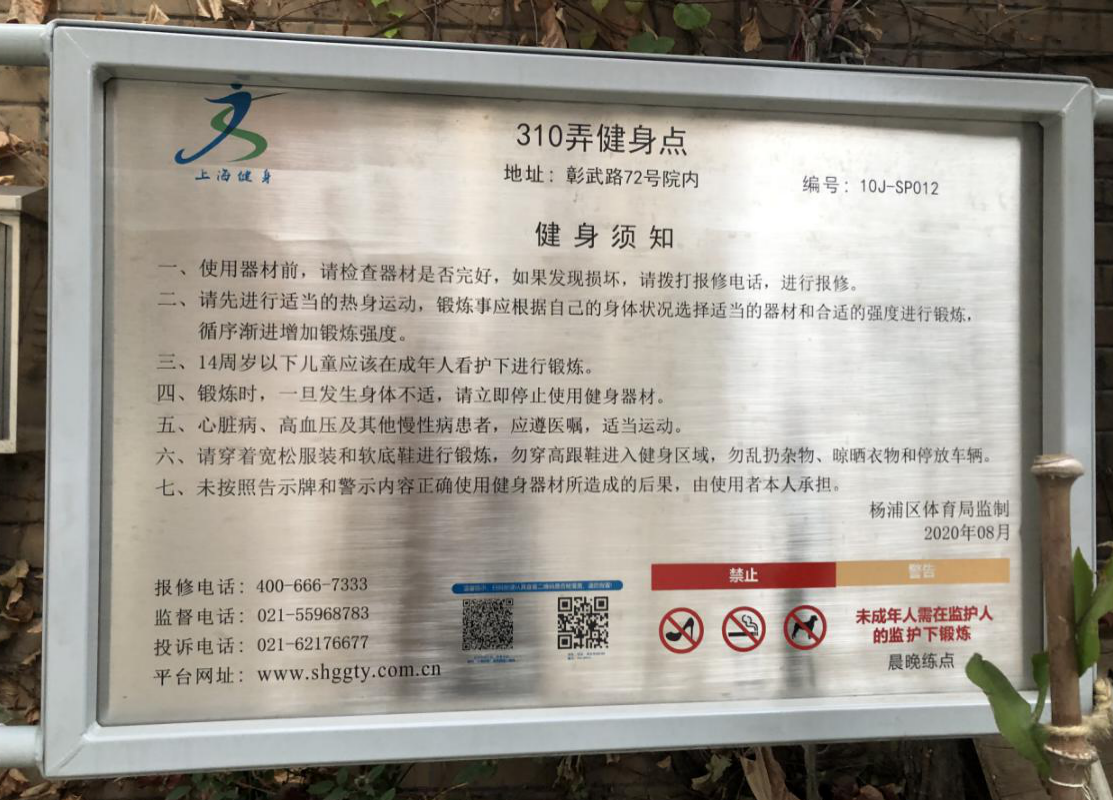 上海健身
310弄健身点
地址：彰武路72号院内
编号：10J-SP012
健身须知
一、使用器材前，请检查器材是否完好，如果发现损坏，请拨打报修电话，进行报修。
二、请先进行适当的热身运动，锻炼事应根据自己的身体状况选择适当的器材和合适的强度进行锻炼，
循序渐进增加锻炼强度。
三、14周岁以下儿童应该在成年人看护下进行锻炼。
四、锻炼时，一旦发生身体不适，请立即停止使用健身器材。
五、心脏病、高血压及其他慢性病患者，应遵医嘱，适当运动。
六、请穿着宽松服装和软底鞋进行锻炼，勿穿高跟鞋进入健身区域，勿乱扔杂物、晾晒衣物和停放车辆。
七、未按照告示牌和警示内容正确使用健身器材所造成的后果，由使用者本人承担。
杨浦区体育局监制
2020年08月
报修电话：400-666-7333
监督电话：021-55968783
投诉电话：021-62176677
平台网址：www.shggty.com.cn
禁止
警告
未成年人需在监护人
的监护下锻炼
晨晚练点